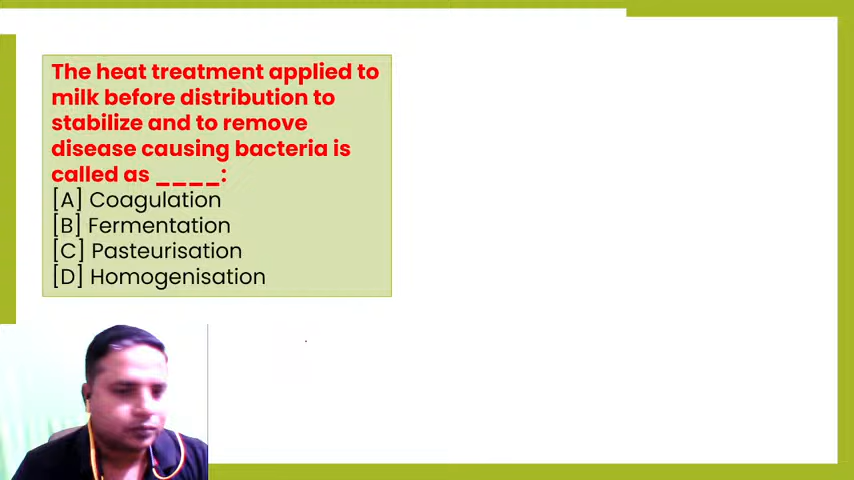 The heat treatment applied to
milk before distribution to
stabilize and to remove
disease causing bacteria is
called as ____:
[A] Coagulation
[B] Fermentation
[C] Pasteurisation
[D] Homogenisation